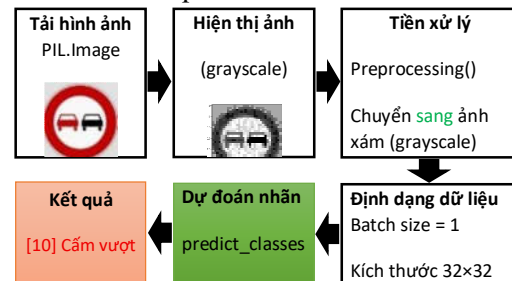 Tải hình ảnh
PIL.Image
Hiện thị ảnh
(grayscale)
Tiền xử lý
Preprocessing()
Chuyển sang ảnh
xám (grayscale)
Định dạng dữ liệu
Batch size = 1
Kích thước 32×32
Dự đoán nhãn
predict_classes
Kết quả
[10] Cấm vượt